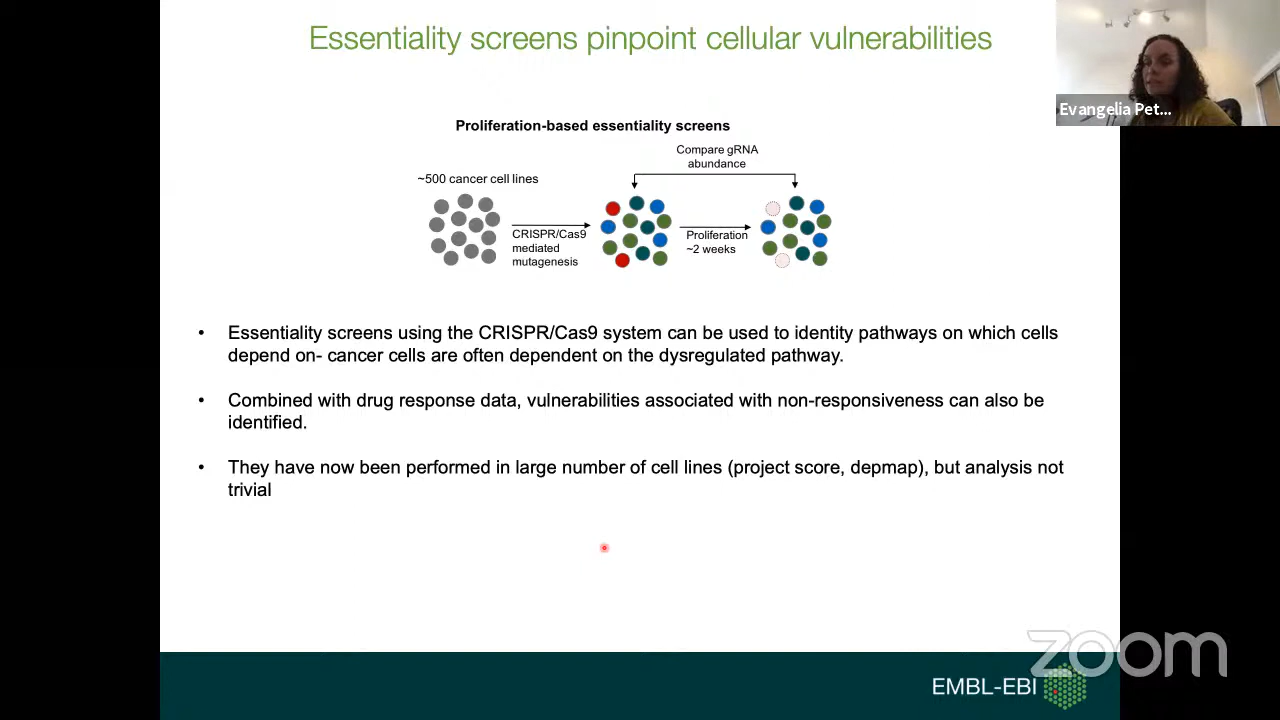 Essentiality screens pinpoint cellular vulnerabilities
Evangelia Pet...
Proliferation-based essentiality screens
Compare gRNA
abundance
~500 cancer cell lines
CRISPR/Cas9
mediated
mutagenesis
Proliferation
~2 weeks
• Essentiality screens using the CRISPR/Cas9 system can be used to identity pathways on which cells
depend on- cancer cells are often dependent on the dysregulated pathway.
• Combined with drug response data, vulnerabilities associated with non-responsiveness can also be
identified.
• They have now been performed in large number of cell lines (project score, depmap), but analysis not
trivial
zoom
EMBL-EBI